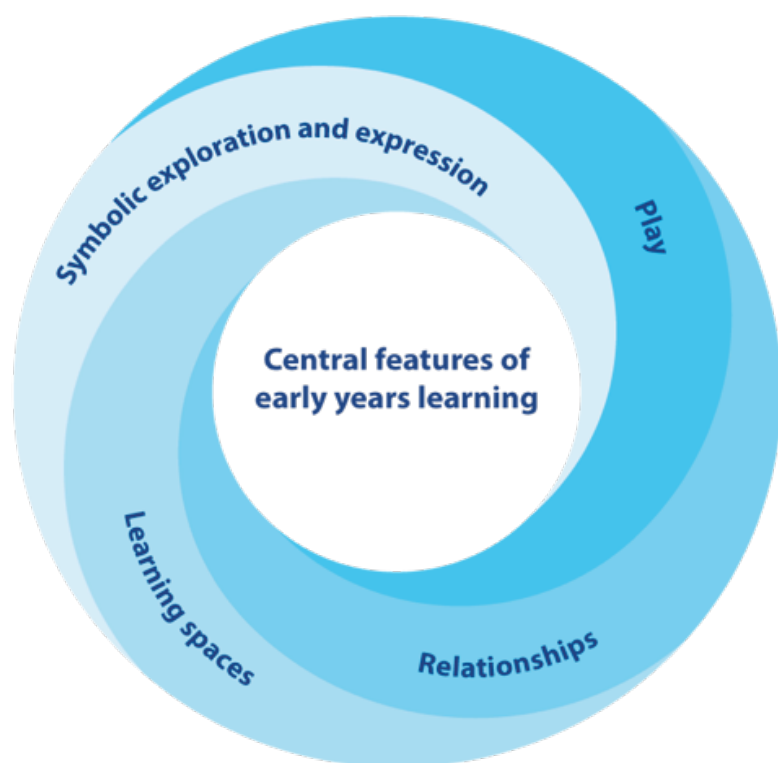 Symbolic exploration and expression
Play
Central features of
early years learning
Learning spaces
Relationships